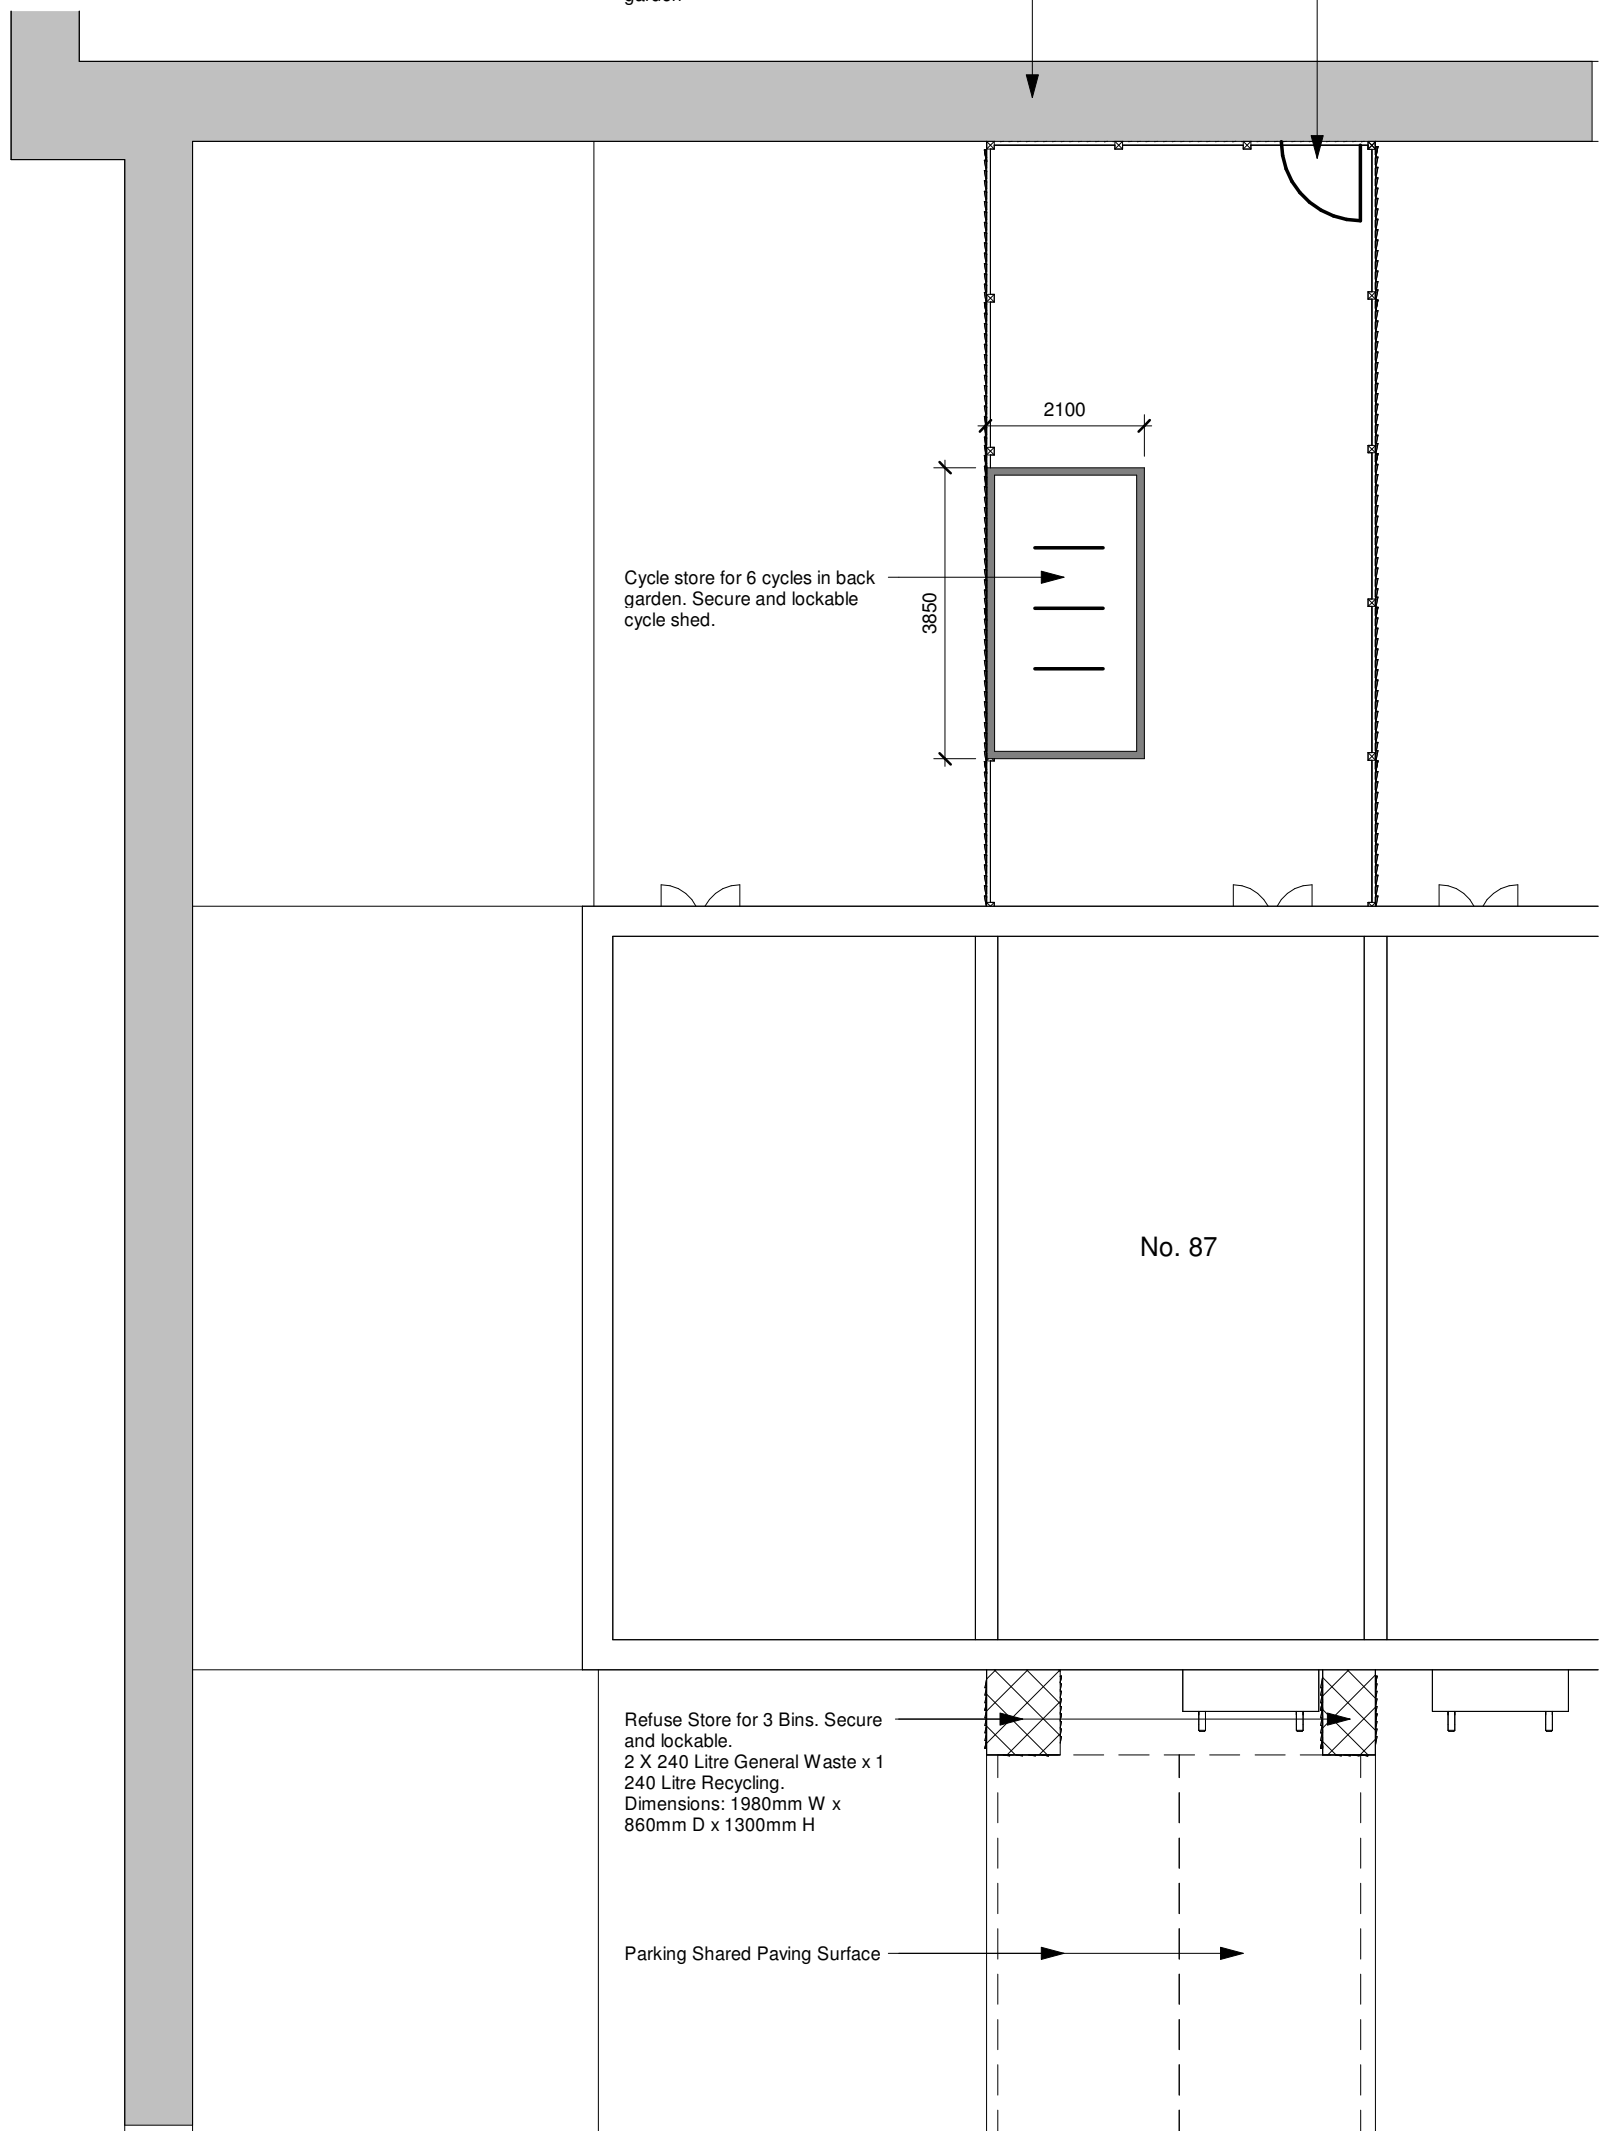 garden
2100
Cycle store for 6 cycles in back
garden. Secure and lockable
cycle shed.
3850
No. 87
Refuse Store for 3 Bins. Secure
and lockable.
2 X 240 Litre General Waste x 1
240 Litre Recycling.
Dimensions: 1980mm W x
860mm D x 1300mm H
Parking Shared Paving Surface